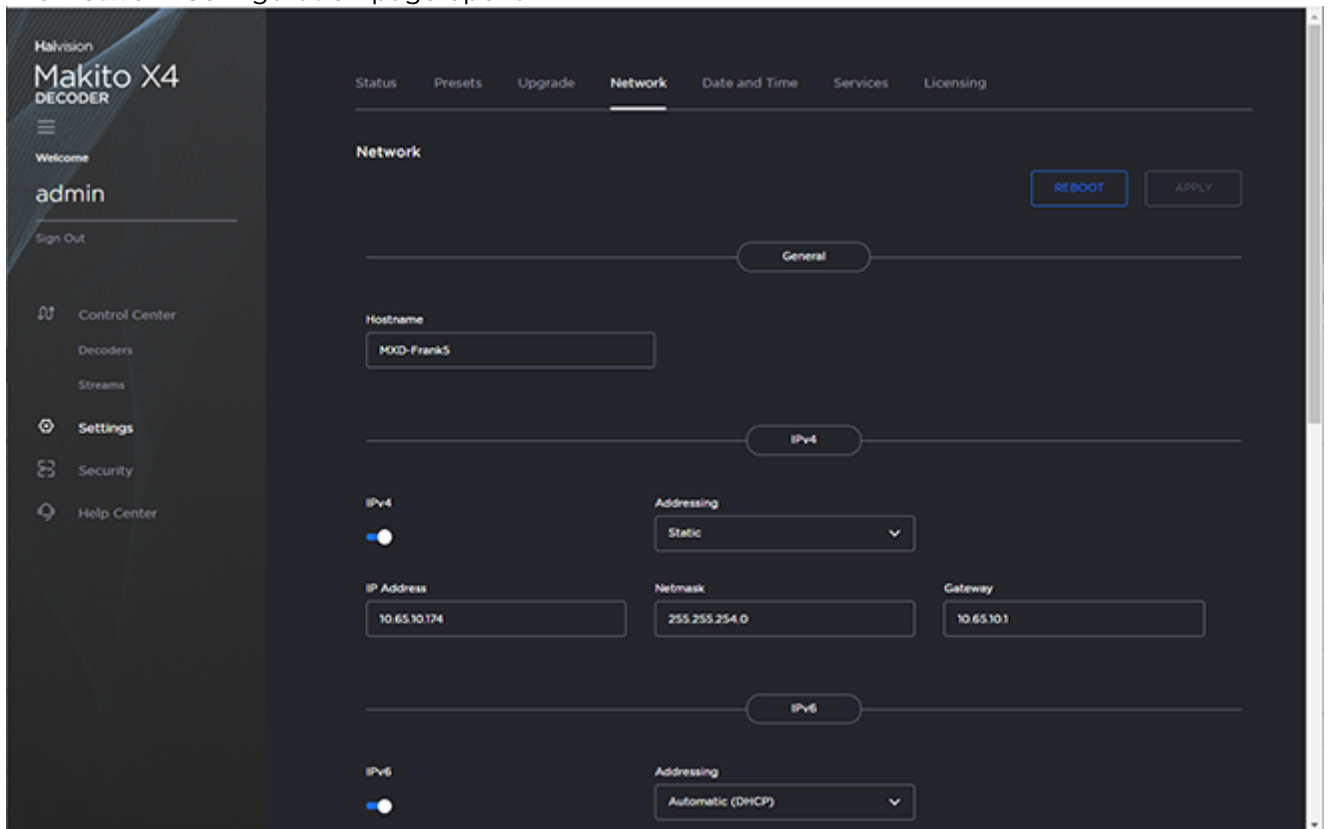 Haivision
Makito X4
DECODER
Welcome
admin
Sign Out
Control Center
Decoders
Streams
Settings
Security
Help Center
Status Presets Upgrade Network Date and Time Services Licensing
Network
REBOOT APPLY
General
Hostname
MXD-Frank5
IPv4
IPv4 Addressing
Static
IP Address Netmask Gateway
10.65.10.174 255.255.254.0 10.65.10.1
IPv6
IPv6 Addressing
Automatic (DHCP)